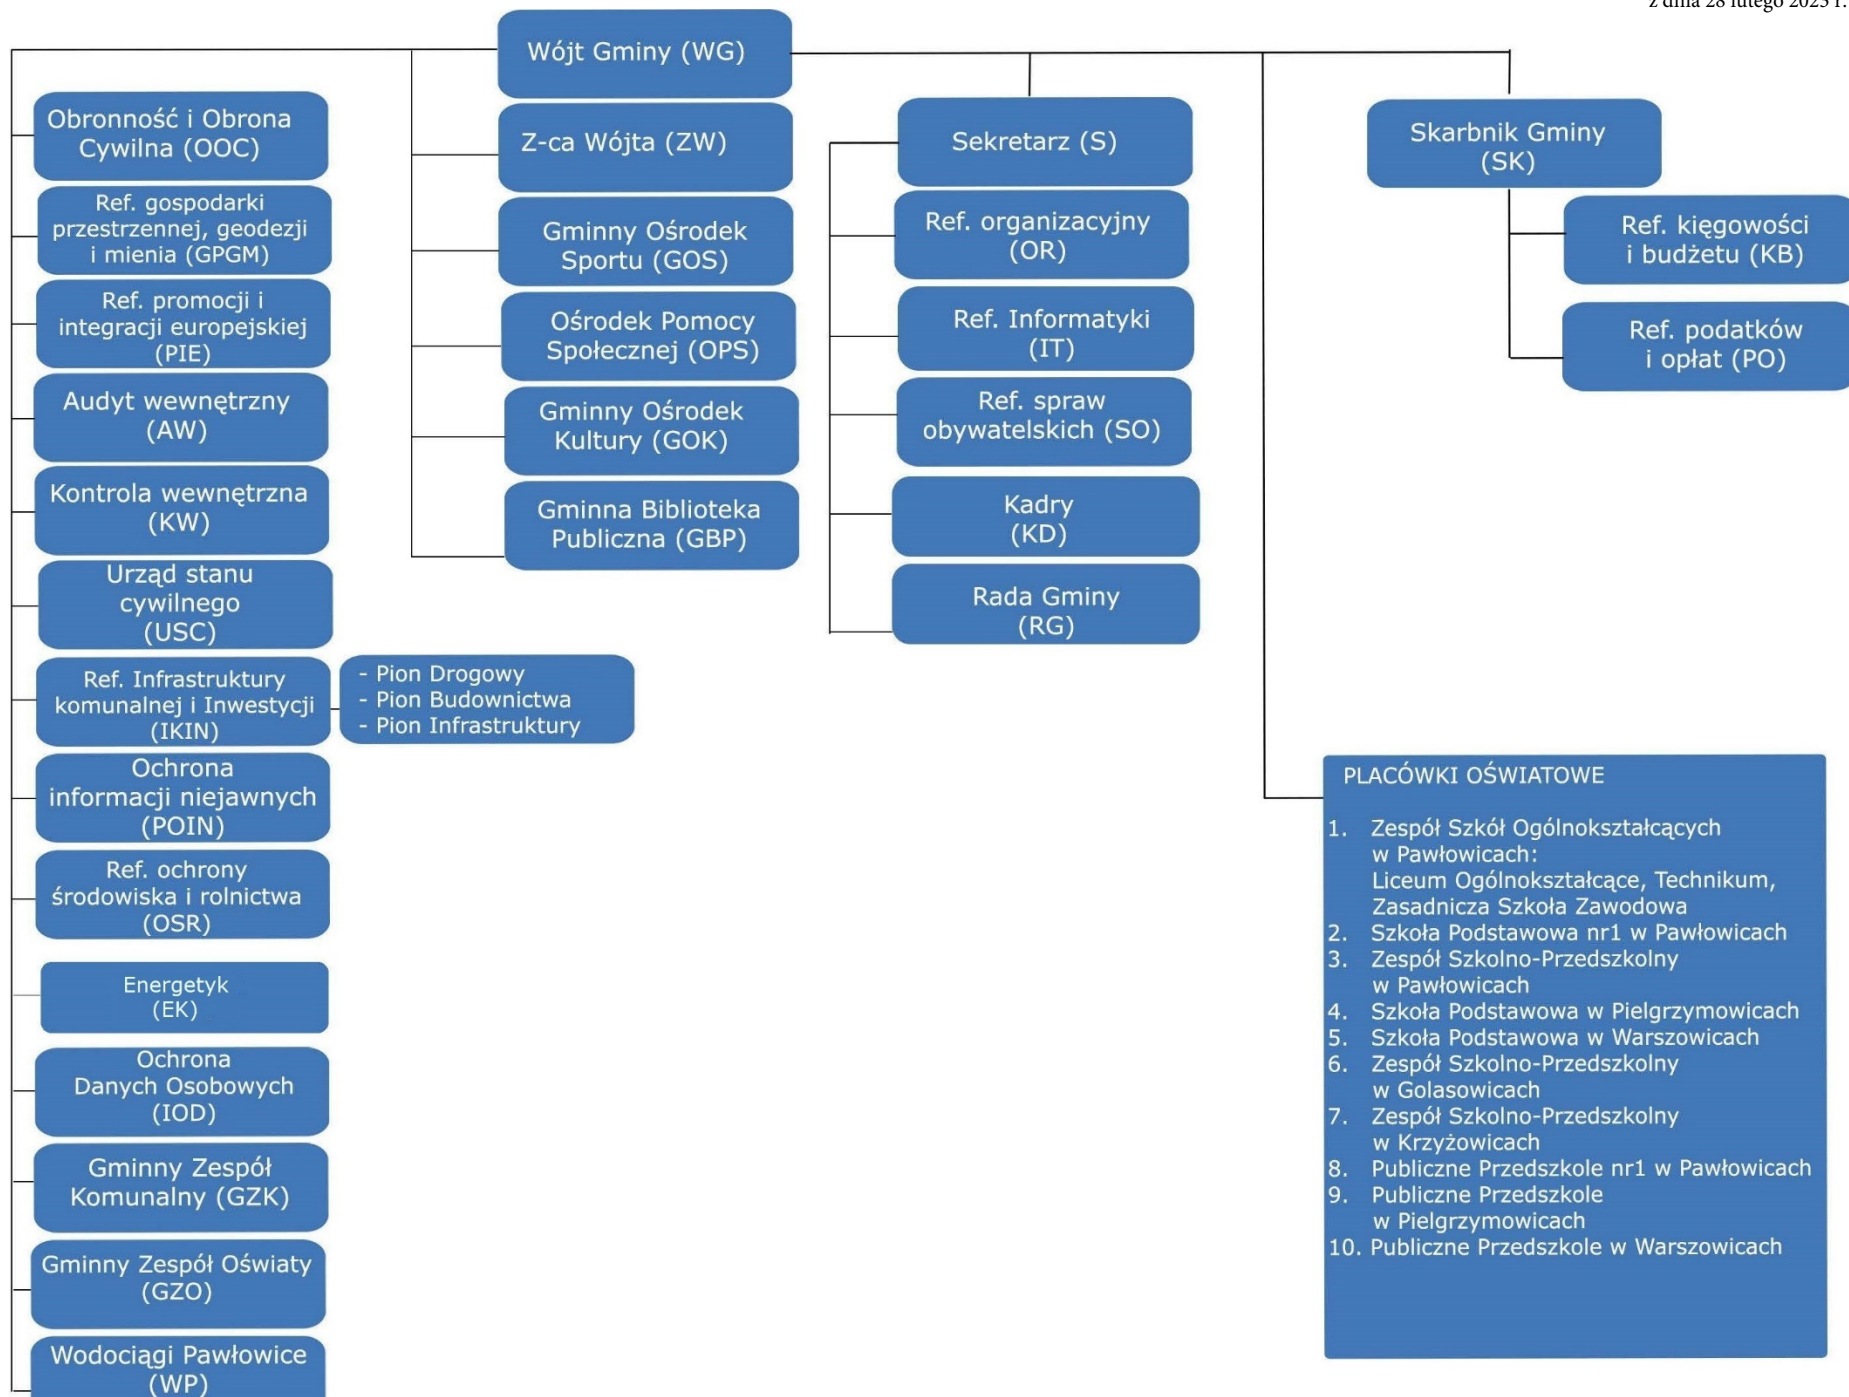 z dnia 28 lutego 2023 r.
Wójt Gminy (WG)
Obronność i Obrona
Cywilna (OOC)
Ref. gospodarki
przestrzennej, geodezji
i mienia (GPGM)
Ref. promocji i
integracji europejskiej
(PIE)
Audyt wewnętrzny
(AW)
Kontrola wewnętrzna
(KW)
Urząd stanu
cywilnego
(USC)
Ref. Infrastruktury
komunalnej i Inwestycji
(IKIN)
- Pion Drogowy
- Pion Budownictwa
- Pion Infrastruktury
Ochrona
informacji niejawnych
(POIN)
Ref. ochrony
środowiska i rolnictwa
(OSR)
Energetyk
(EK)
Ochrona
Danych Osobowych
(IOD)
Gminny Zespół
Komunalny (GZK)
Gminny Zespół Oświaty
(GZO)
Wodociągi Pawłowice
(WP)
Z-ca Wójta (ZW)
Gminny Ośrodek
Sportu (GOS)
Ośrodek Pomocy
Społecznej (OPS)
Gminny Ośrodek
Kultury (GOK)
Gminna Biblioteka
Publiczna (GBP)
Sekretarz (S)
Ref. organizacyjny
(OR)
Ref. Informatyki
(IT)
Ref. spraw
obywatelskich (SO)
Kadry
(KD)
Rada Gminy
(RG)
Skarbnik Gminy
(SK)
Ref. kięgowości
i budżetu (KB)
Ref. podatków
i opłat (PO)
PLACÓWKI OŚWIATOWE
1. Zespół Szkół Ogólnokształcących
w Pawłowicach:
Liceum Ogólnokształcące, Technikum,
Zasadnicza Szkoła Zawodowa
2. Szkoła Podstawowa nr1 w Pawłowicach
3. Zespół Szkolno-Przedszkolny
w Pawłowicach
4. Szkoła Podstawowa w Pielgrzymowicach
5. Szkoła Podstawowa w Warszowicach
6. Zespół Szkolno-Przedszkolny
w Golasowicach
7. Zespół Szkolno-Przedszkolny
w Krzyżowicach
8. Publiczne Przedszkole nr1 w Pawłowicach
9. Publiczne Przedszkole
w Pielgrzymowicach
10. Publiczne Przedszkole w Warszowicach